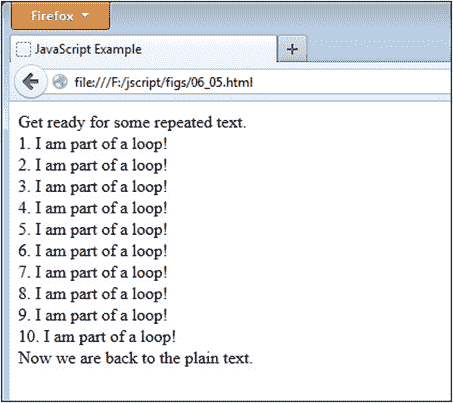 Firefox
JavaScript Example
+
file:///F:/jscript/figs/06_05.html
Get ready for some repeated text.
1. I am part of a loop!
2. I am part of a loop!
3. I am part of a loop!
4. I am part of a loop!
5. I am part of a loop!
6. I am part of a loop!
7. I am part of a loop!
8. I am part of a loop!
9. I am part of a loop!
10. I am part of a loop!
Now we are back to the plain text.